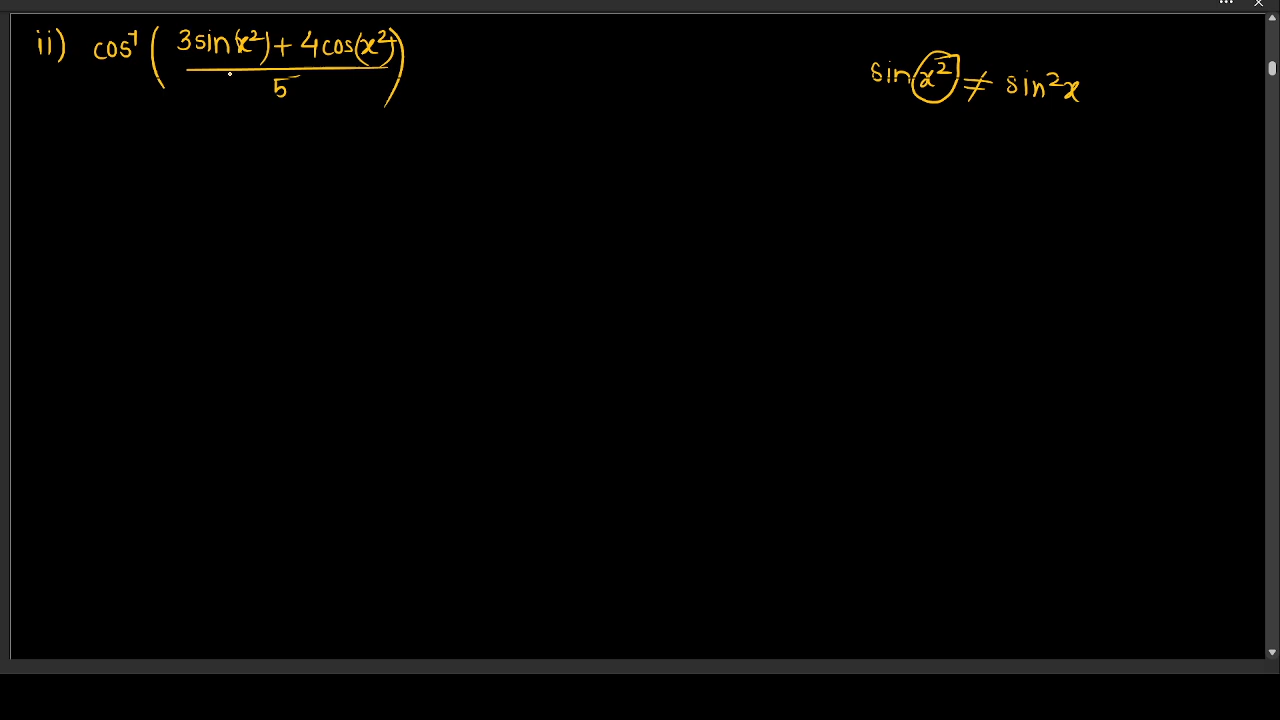 ii) cos⁻¹ ( (3sin(x²) + 4cos(x²)) / 5 )
sin(x²) ≠ sin²x